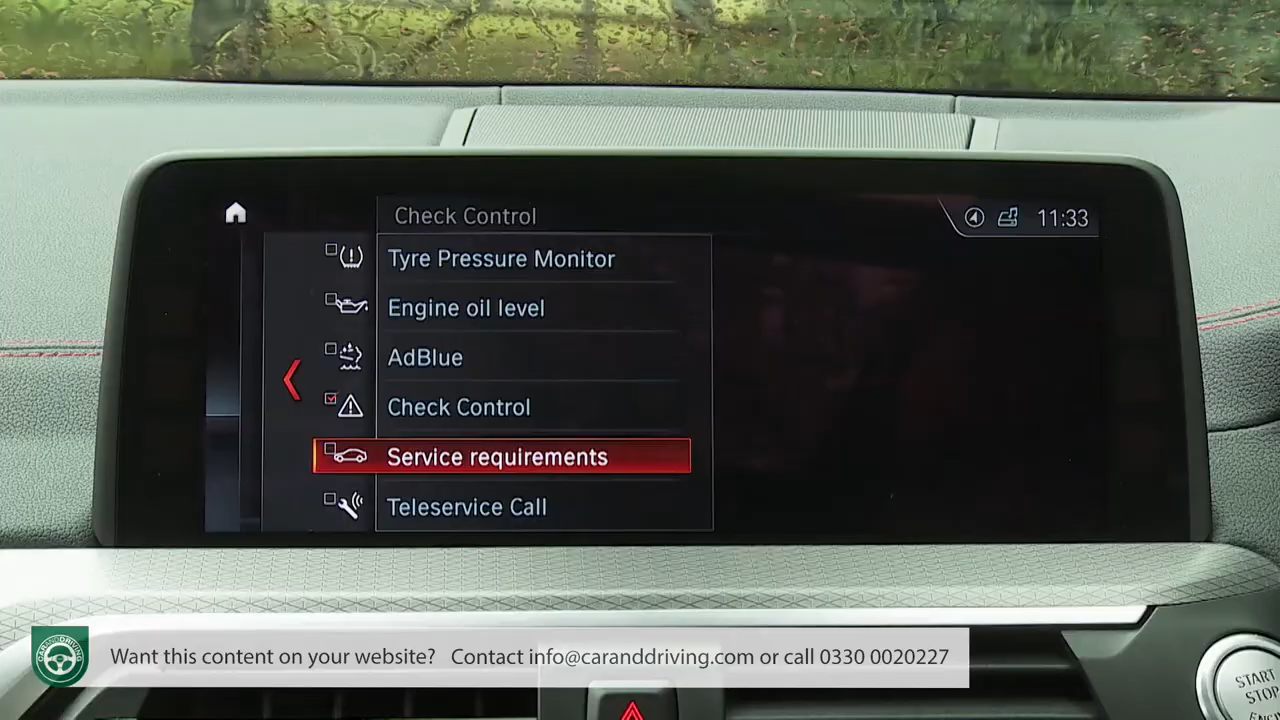 Check Control
11:33
Tyre Pressure Monitor
Engine oil level
AdBlue
Check Control
Service requirements
Teleservice Call
CARANDDRIVING
Want this content on your website? Contact info@caranddriving.com or call 0330 0020227
START
STOP